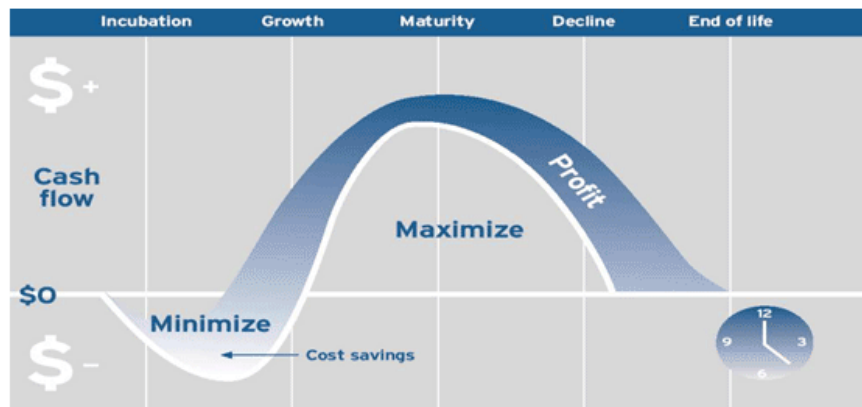 Incubation Growth Maturity Decline End of life
$ +
Cash
flow
Profit
Maximize
$0
Minimize
Cost savings
$ –
12
9 3
6